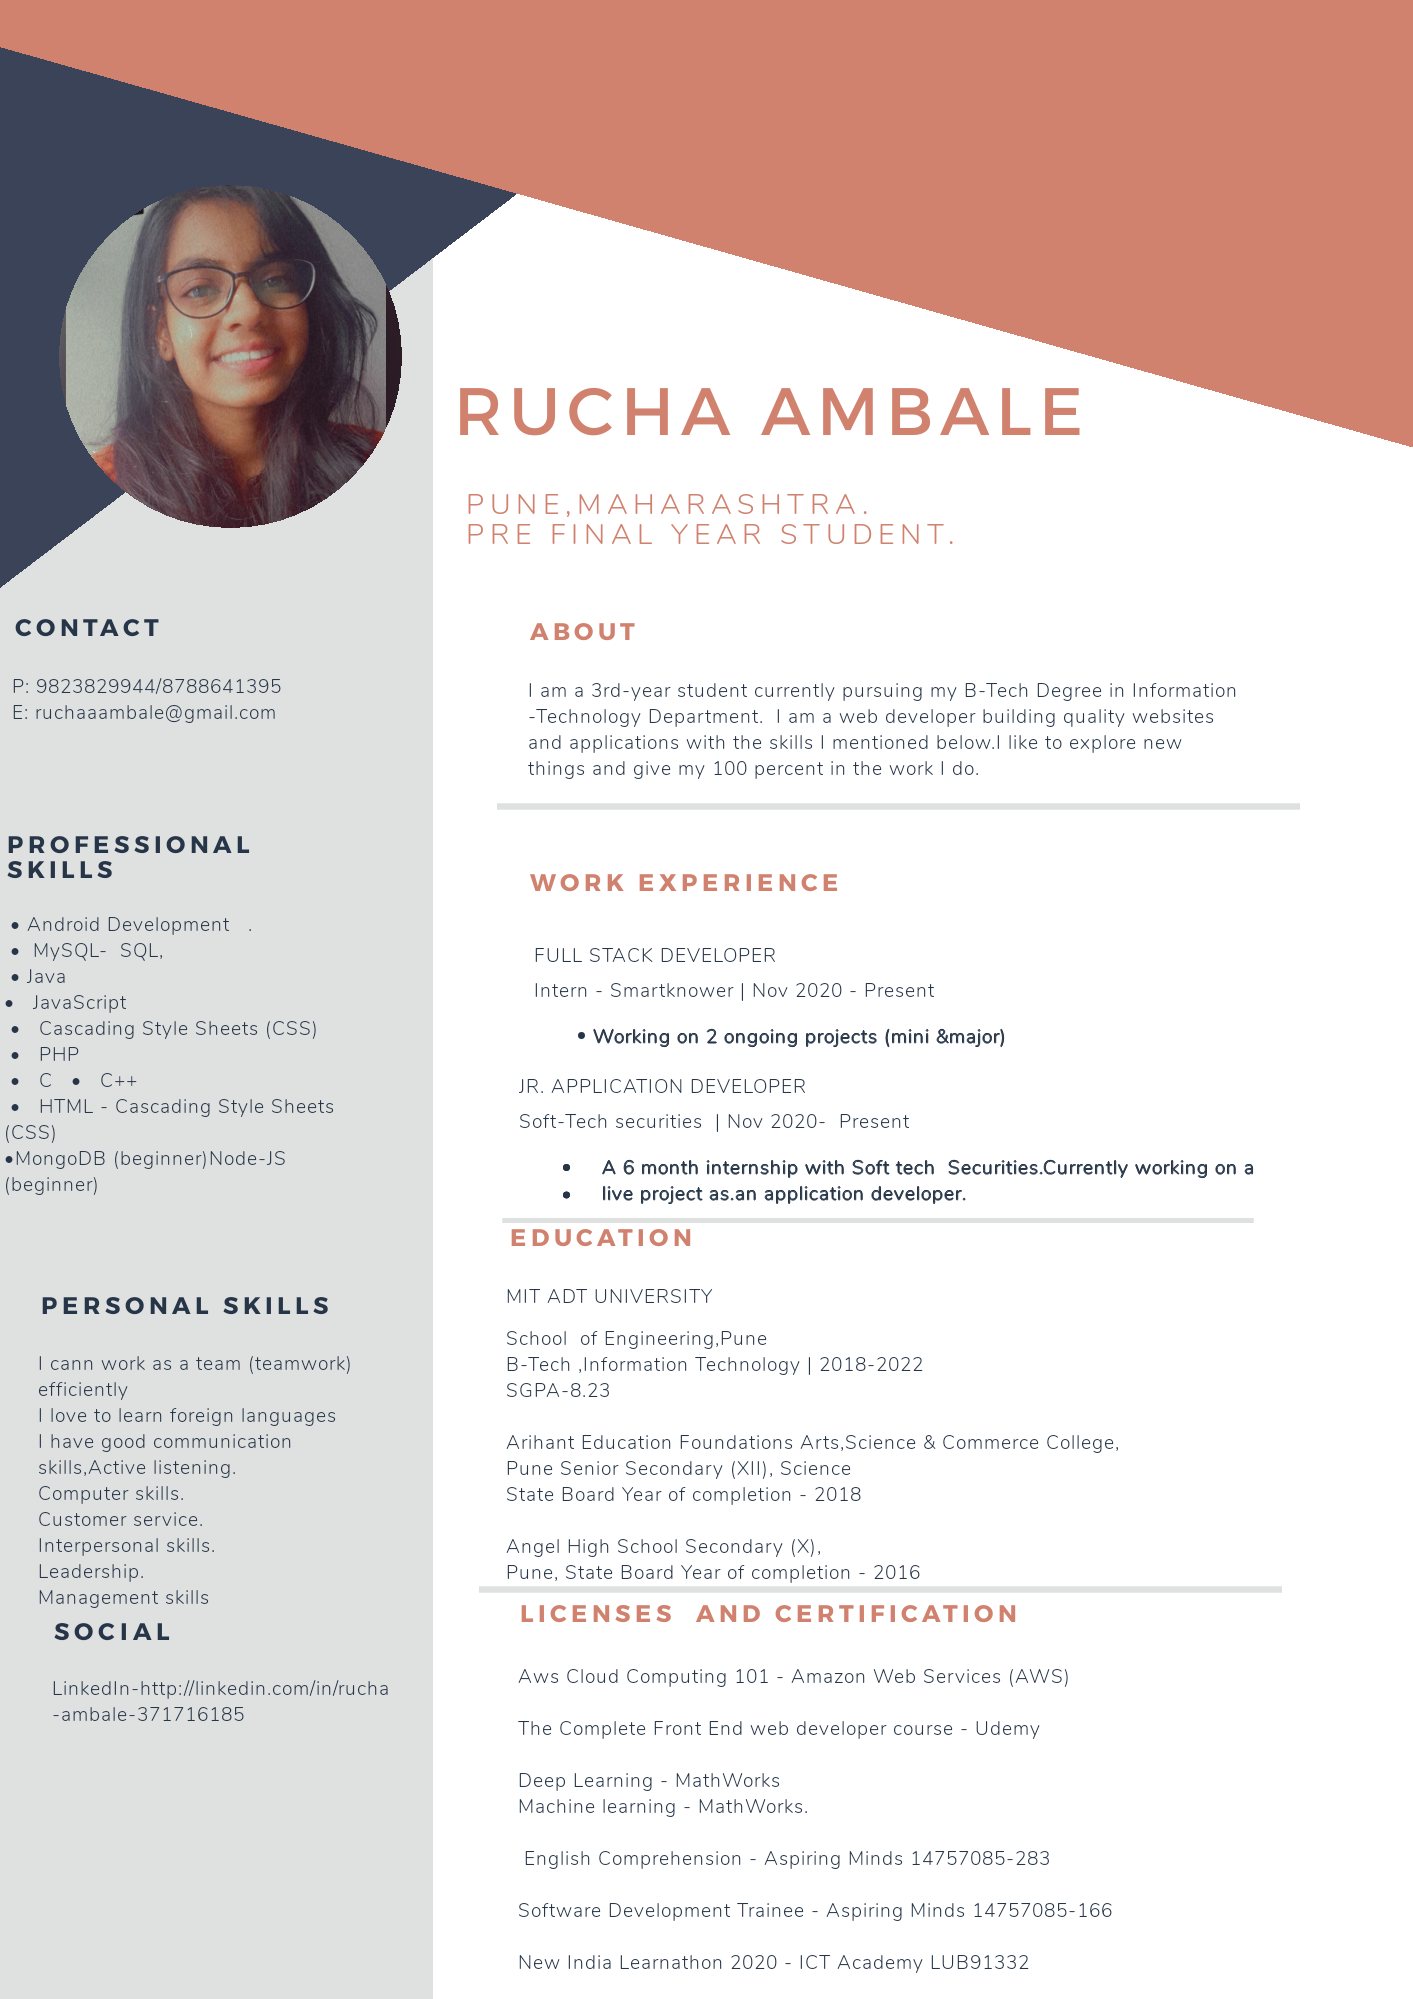 RUCHA AMBALE
PUNE,MAHARASHTRA.
PRE FINAL YEAR STUDENT.
CONTACT
P: 9823829944/8788641395
E: ruchaaambale@gmail.com
PROFESSIONAL
SKILLS
• Android Development .
• MySQL- SQL,
• Java
• JavaScript
• Cascading Style Sheets (CSS)
• PHP
• C • C++
• HTML - Cascading Style Sheets
(CSS)
•MongoDB (beginner)Node-JS
(beginner)
PERSONAL SKILLS
I cann work as a team (teamwork)
efficiently
I love to learn foreign languages
I have good communication
skills,Active listening.
Computer skills.
Customer service.
Interpersonal skills.
Leadership.
Management skills
SOCIAL
LinkedIn-http://linkedin.com/in/rucha
-ambale-371716185
ABOUT
I am a 3rd-year student currently pursuing my B-Tech Degree in Information
-Technology Department. I am a web developer building quality websites
and applications with the skills I mentioned below.I like to explore new
things and give my 100 percent in the work I do.
WORK EXPERIENCE
FULL STACK DEVELOPER
Intern - Smartknower | Nov 2020 - Present
• Working on 2 ongoing projects (mini &major)
JR. APPLICATION DEVELOPER
Soft-Tech securities | Nov 2020- Present
• A 6 month internship with Soft tech Securities.Currently working on a
• live project as.an application developer.
EDUCATION
MIT ADT UNIVERSITY
School of Engineering,Pune
B-Tech ,Information Technology | 2018-2022
SGPA-8.23
Arihant Education Foundations Arts,Science & Commerce College,
Pune Senior Secondary (XII), Science
State Board Year of completion - 2018
Angel High School Secondary (X),
Pune, State Board Year of completion - 2016
LICENSES AND CERTIFICATION
Aws Cloud Computing 101 - Amazon Web Services (AWS)
The Complete Front End web developer course - Udemy
Deep Learning - MathWorks
Machine learning - MathWorks.
English Comprehension - Aspiring Minds 14757085-283
Software Development Trainee - Aspiring Minds 14757085-166
New India Learnathon 2020 - ICT Academy LUB91332